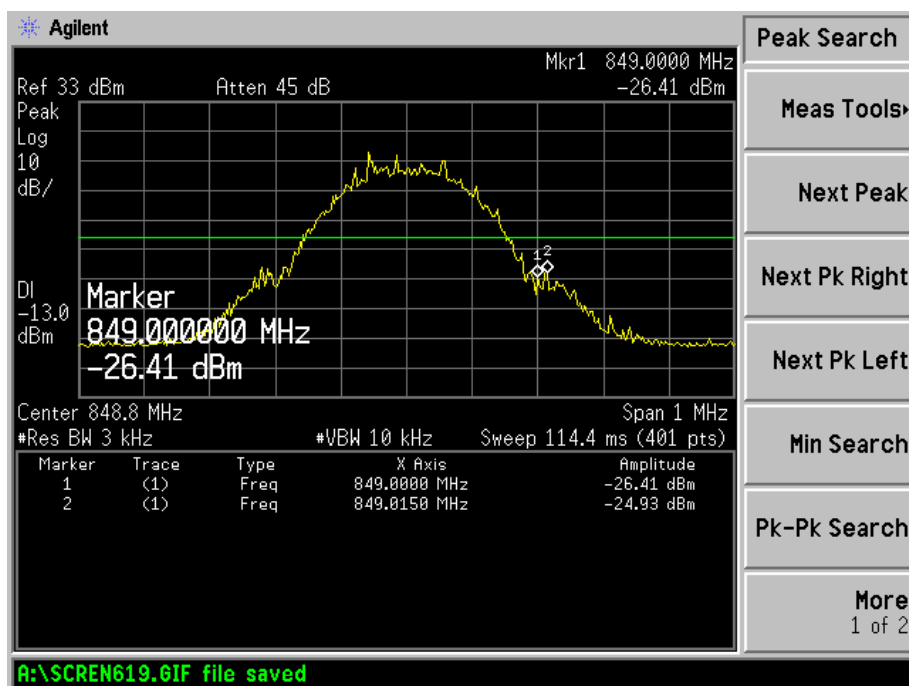 Agilent
Peak Search
Mkr1 849.0000 MHz
Ref 33 dBm Atten 45 dB -26.41 dBm
Peak
Log
10
dB/
1 2
DI
-13.0
dBm
Marker
849.000000 MHz
-26.41 dBm
Center 848.8 MHz Span 1 MHz
#Res BW 3 kHz #VBW 10 kHz Sweep 114.4 ms (401 pts)
Marker Trace Type X Axis Amplitude
1 (1) Freq 849.0000 MHz -26.41 dBm
2 (1) Freq 849.0150 MHz -24.93 dBm
Meas Tools
Next Peak
Next Pk Right
Next Pk Left
Min Search
Pk-Pk Search
More
1 of 2
A:\SCREN619.GIF file saved